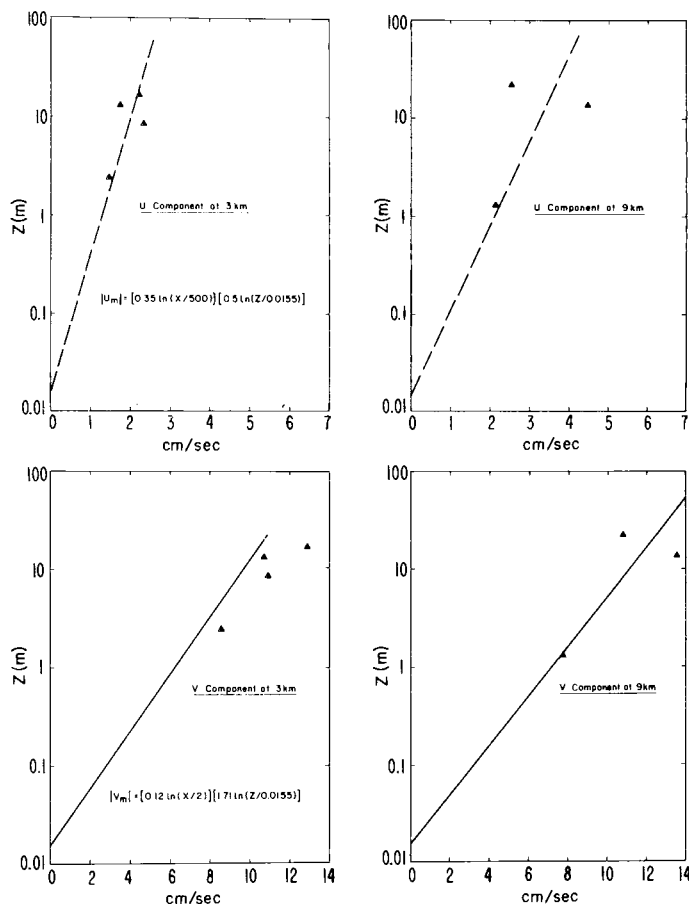 100
10
1
0.1
0.01
Z (m)
U Component at 3 km
|Um| = [0.35 ln(X/500)] [0.5 ln(Z/0.0155)]
0 1 2 3 4 5 6 7
cm/sec
100
10
1
0.1
0.01
Z (m)
U Component at 9km
0 1 2 3 4 5 6 7
cm/sec
100
10
1
0.1
0.01
Z (m)
V Component at 3km
|Vm| = [0.12 ln(X/2)] [1.71 ln(Z/0.0155)]
0 2 4 6 8 10 12 14
cm/sec
100
10
1
0.1
0.01
Z (m)
V Component at 9km
0 2 4 6 8 10 12 14
cm/sec